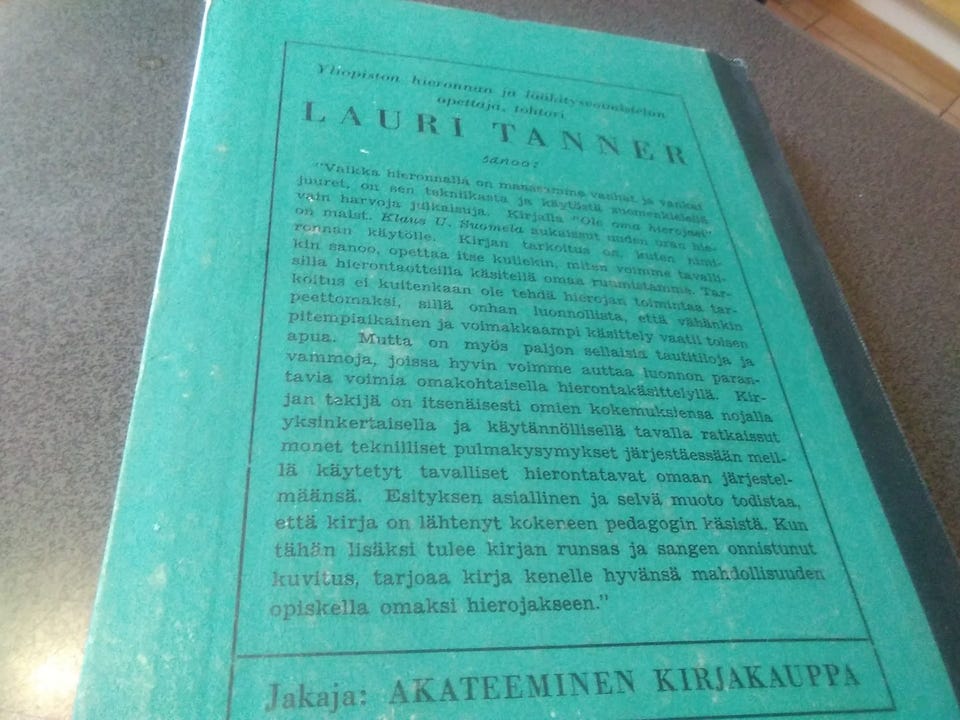 Yliopiston hieronnan ja lääkitysvoimistelun
opettaja, tohtori
LAURI TANNER
sanoo:
"Vaikka hieronnalla on maassamme vanhat ja vankat
juuret, on sen tekniikasta ja käytöstä suomenkielellä
vain harvoja julkaisuja. Kirjalla "Ole oma hierojasi"
on maist. Klaus U. Suomela aukaissut uuden uran hie-
ronnan käytölle. Kirjan tarkoitus on, kuten nimi-
kin sanoo, opettaa itse kullekin, miten voimme tavalli-
silla hierontaotteilla käsitellä omaa ruumistamme. Tar-
koitus ei kuitenkaan ole tehdä hierojan toimintaa tar-
peettomaksi, sillä onhan luonnollista, että vähänkin
pitempiaikainen ja voimakkaampi käsittely vaatii toisen
apua. Mutta on myös paljon sellaisia tautitiloja ja
vammoja, joissa hyvin voimme auttaa luonnon paran-
tavia voimia omakohtaisella hierontakäsittelyllä. Kir-
jan tekijä on itsenäisesti omien kokemuksiensa nojalla
yksinkertaisella ja käytännöllisellä tavalla ratkaissut
monet teknilliset pulmakysymykset järjestäessään meil-
lä käytetyt tavalliset hierontatavat omaan järjestel-
määnsä. Esityksen asiallinen ja selvä muoto todistaa,
että kirja on lähtenyt kokeneen pedagogin käsistä. Kun
tähän lisäksi tulee kirjan runsas ja sangen onnistunut
kuvitus, tarjoaa kirja kenelle hyvänsä mahdollisuuden
opiskella omaksi hierojakseen."
Jakaja: AKATEEMINEN KIRJAKAUPPA